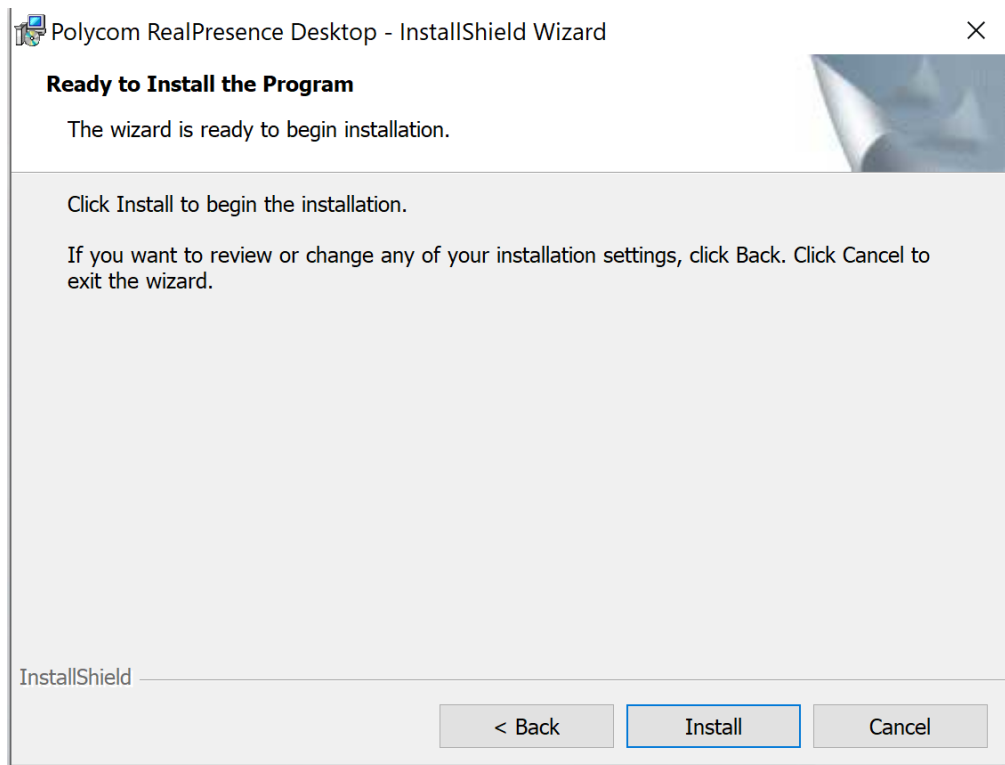 Polycom RealPresence Desktop - InstallShield Wizard
Ready to Install the Program
The wizard is ready to begin installation.
Click Install to begin the installation.
If you want to review or change any of your installation settings, click Back. Click Cancel to
exit the wizard.
InstallShield
< Back
Install
Cancel